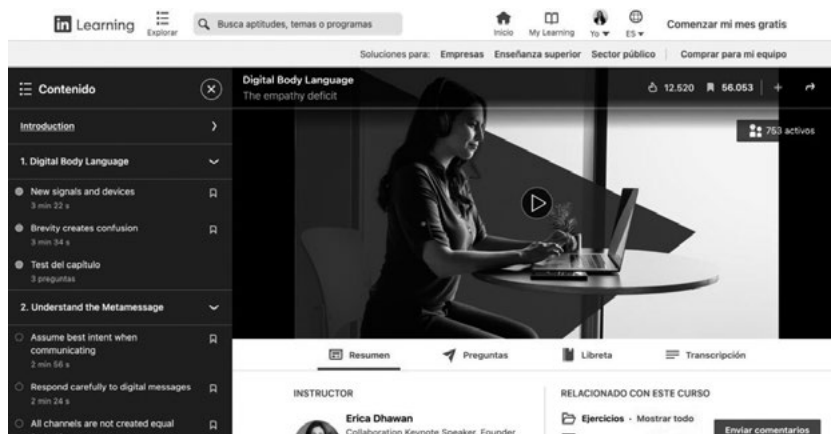 in Learning
Explorar
Busca aptitudes, temas o programas
Inicio
My Learning
Yo
ES
Comenzar mi mes gratis
Soluciones para: Empresas Enseñanza superior Sector público Comprar para mi equipo
Contenido
Introduction
1. Digital Body Language
New signals and devices
3 min 22 s
Brevity creates confusion
3 min 34 s
Test del capítulo
3 preguntas
2. Understand the Metamessage
Assume best intent when
communicating
2 min 56 s
Respond carefully to digital messages
2 min 24 s
All channels are not created equal
Digital Body Language
The empathy deficit
12.520 56.053
753 activos
Resumen Preguntas Libreta Transcripción
INSTRUCTOR
Erica Dhawan
Collaboration Keynote Speaker, Founder
RELACIONADO CON ESTE CURSO
Ejercicios · Mostrar todo
Enviar comentarios